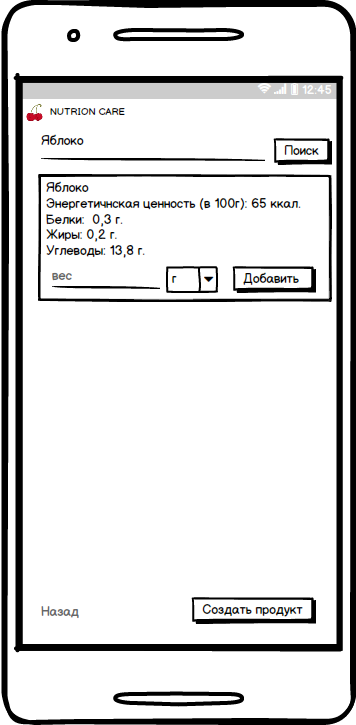 12:45
NUTRION CARE
Яблоко
Поиск
Яблоко
Энергетичнская ценность (в 100г): 65 ккал.
Белки: 0,3 г.
Жиры: 0,2 г.
Углеводы: 13,8 г.
вес
г
Добавить
Назад
Создать продукт